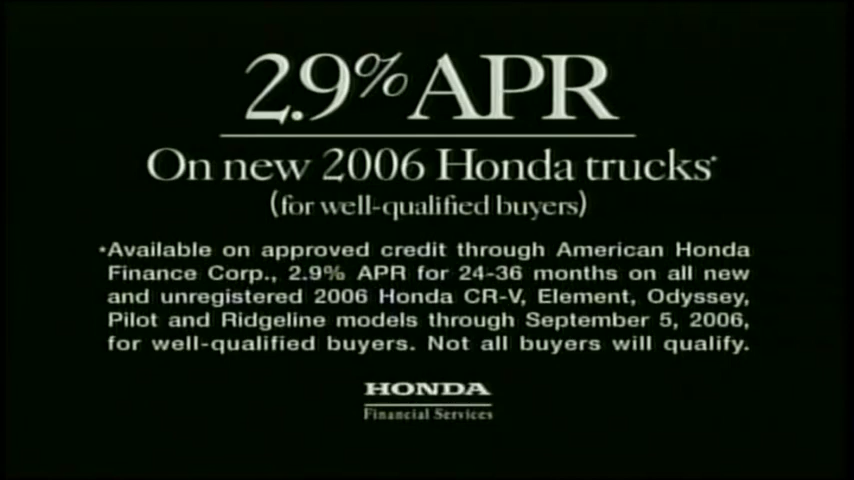 2.9% APR
On new 2006 Honda trucks*
(for well-qualified buyers)
*Available on approved credit through American Honda
Finance Corp., 2.9% APR for 24-36 months on all new
and unregistered 2006 Honda CR-V, Element, Odyssey,
Pilot and Ridgeline models through September 5, 2006,
for well-qualified buyers. Not all buyers will qualify.
HONDA
Financial Services